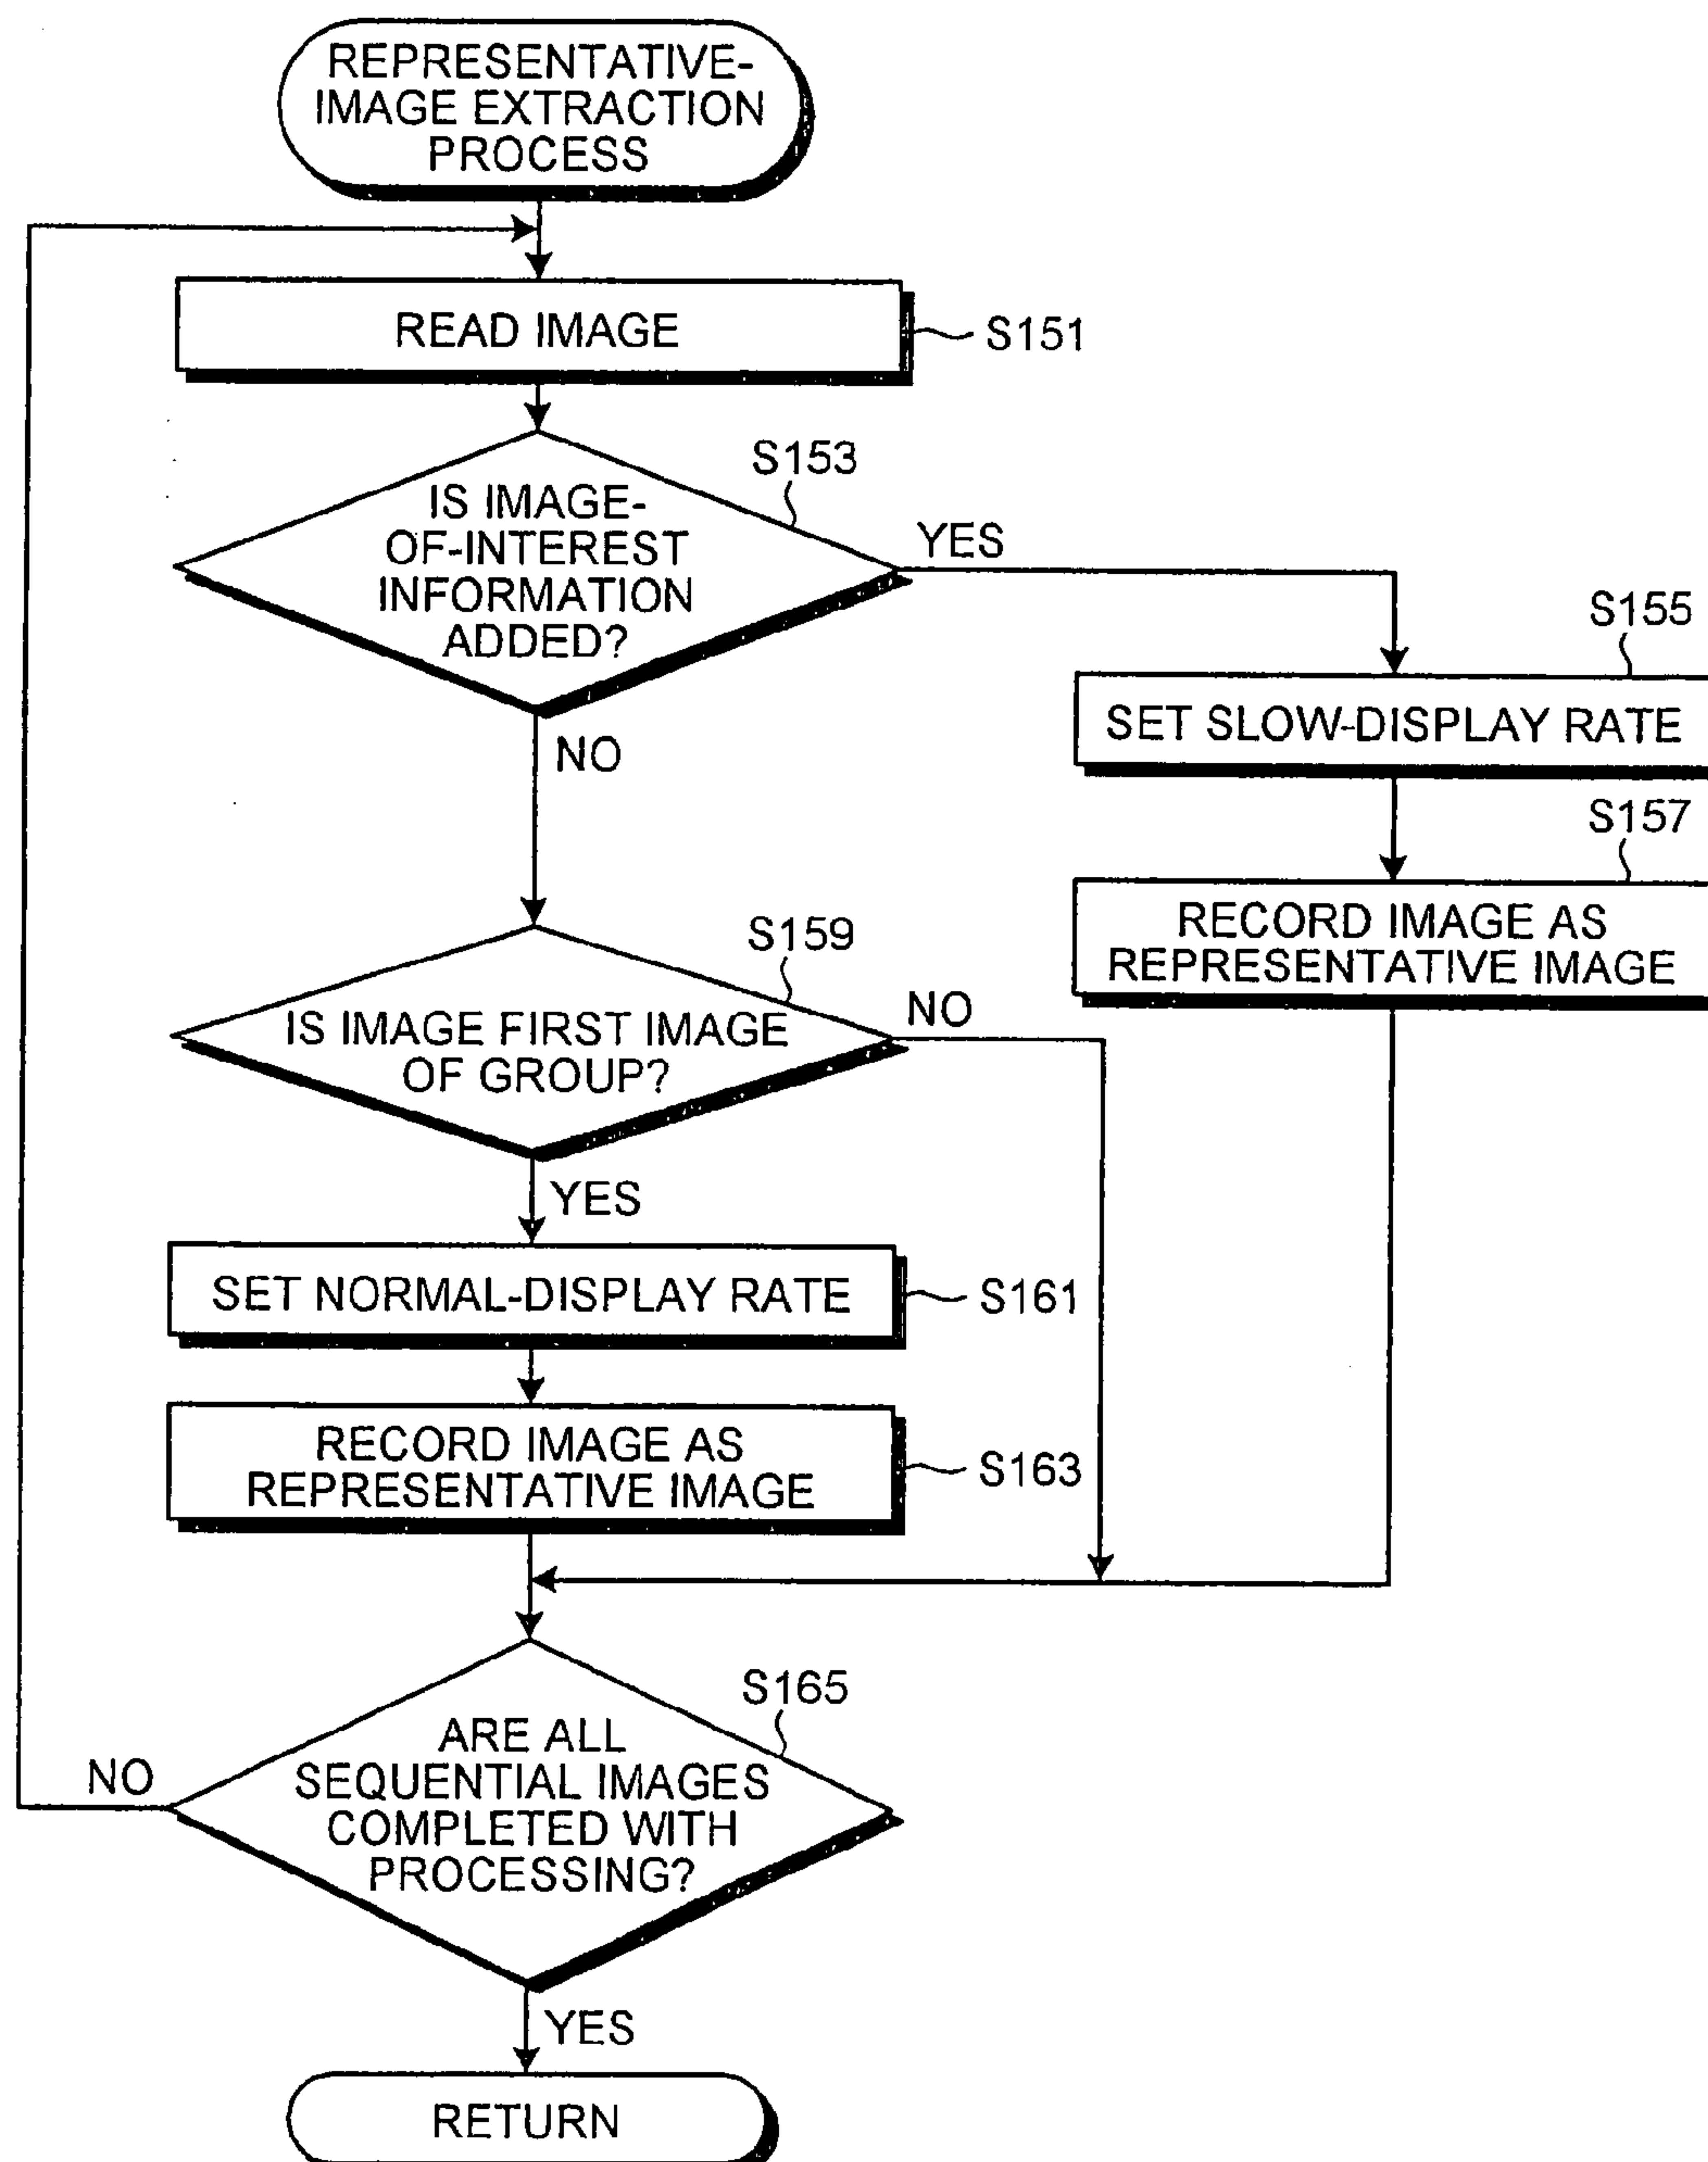 REPRESENTATIVE-
IMAGE EXTRACTION
PROCESS
READ IMAGE
S151
S153
IS IMAGE-
OF-INTEREST
INFORMATION
ADDED?
YES
NO
S155
SET SLOW-DISPLAY RATE
S157
RECORD IMAGE AS
REPRESENTATIVE IMAGE
S159
IS IMAGE FIRST IMAGE
OF GROUP?
NO
YES
SET NORMAL-DISPLAY RATE
S161
RECORD IMAGE AS
REPRESENTATIVE IMAGE
S163
S165
ARE ALL
SEQUENTIAL IMAGES
COMPLETED WITH
PROCESSING?
NO
YES
RETURN